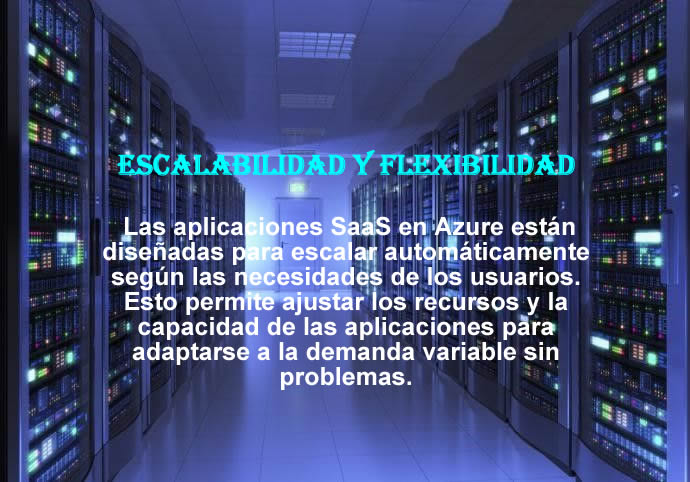 ESCALABILIDAD Y FLEXIBILIDAD
Las aplicaciones SaaS en Azure están
diseñadas para escalar automáticamente
según las necesidades de los usuarios.
Esto permite ajustar los recursos y la
capacidad de las aplicaciones para
adaptarse a la demanda variable sin
problemas.